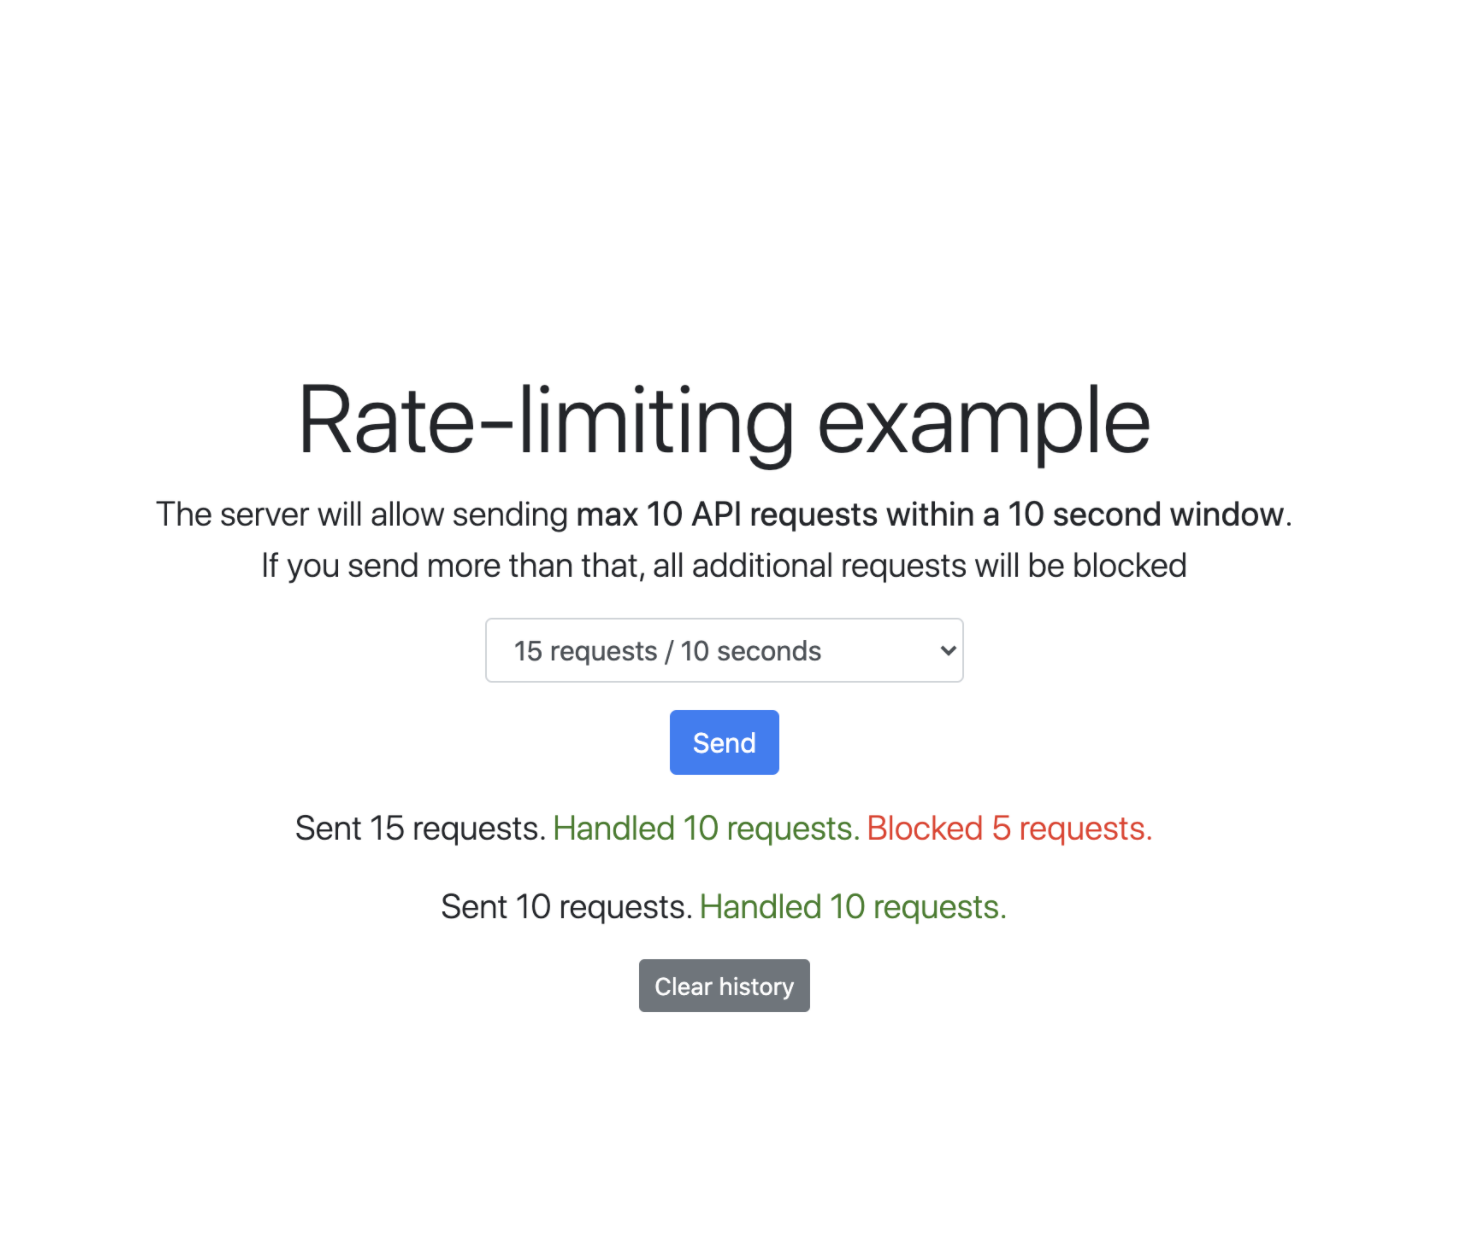 Rate-limiting example
The server will allow sending max 10 API requests within a 10 second window.
If you send more than that, all additional requests will be blocked
15 requests / 10 seconds
Send
Sent 15 requests. Handled 10 requests. Blocked 5 requests.
Sent 10 requests. Handled 10 requests.
Clear history